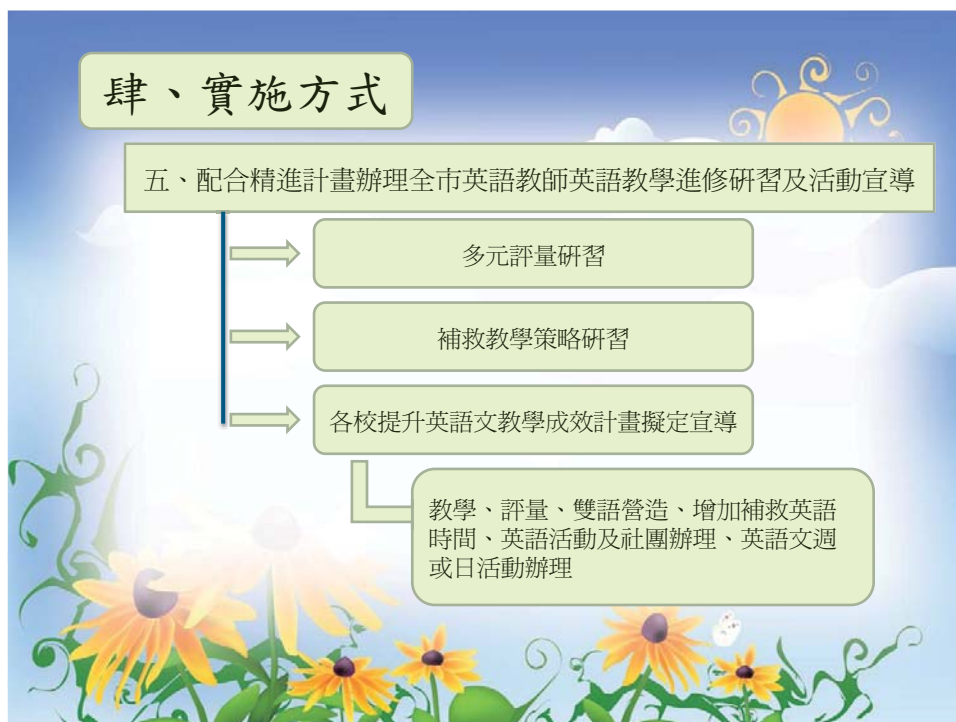 肆、實施方式
五、配合精進計畫辦理全市英語教師英語教學進修研習及活動宣導
多元評量研習
補救教學策略研習
各校提升英語文教學成效計畫擬定宣導
教學、評量、雙語營造、增加補救英語
時間、英語活動及社團辦理、英語文週
或日活動辦理